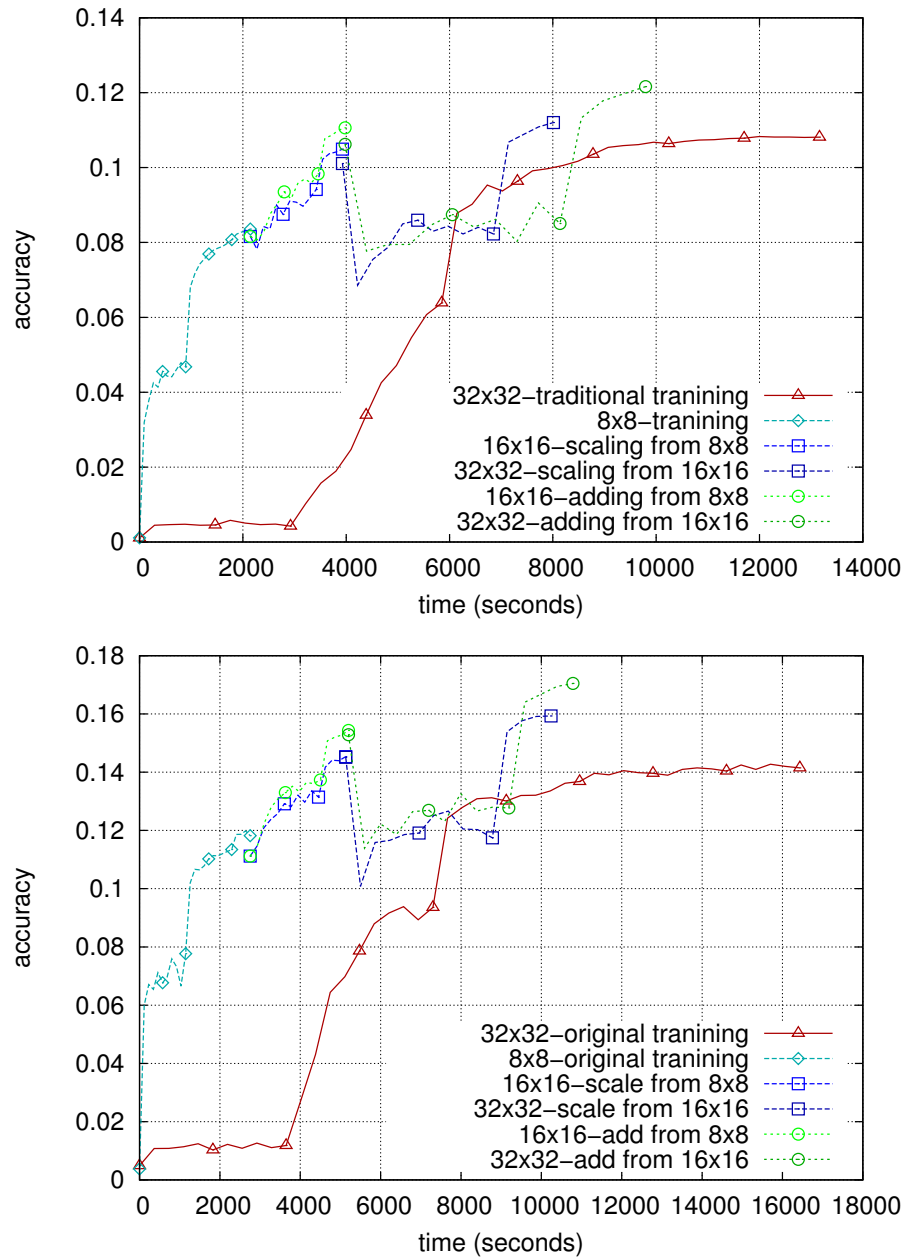 0.14
0.12
0.1
0.08
0.06
0.04
0.02
0
accuracy
32x32-traditional tranining
8x8-tranining
16x16-scaling from 8x8
32x32-scaling from 16x16
16x16-adding from 8x8
32x32-adding from 16x16
0 2000 4000 6000 8000 10000 12000 14000
time (seconds)
0.18
0.16
0.14
0.12
0.1
0.08
0.06
0.04
0.02
0
accuracy
32x32-original tranining
8x8-original tranining
16x16-scale from 8x8
32x32-scale from 16x16
16x16-add from 8x8
32x32-add from 16x16
0 2000 4000 6000 8000 10000 12000 14000 16000 18000
time (seconds)